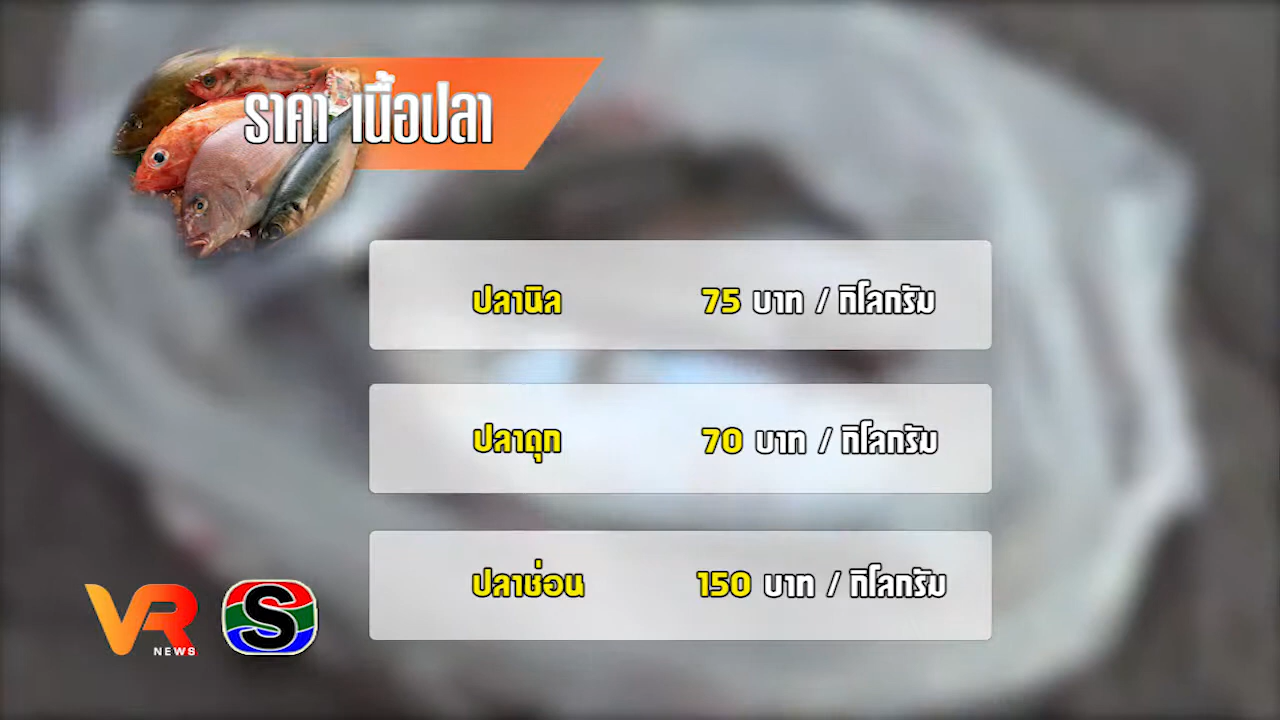 ราคา เนื้อปลา
ปลานิล 75 บาท / กิโลกรัม
ปลาดุก 70 บาท / กิโลกรัม
ปลาช่อน 150 บาท / กิโลกรัม
VR NEWS S